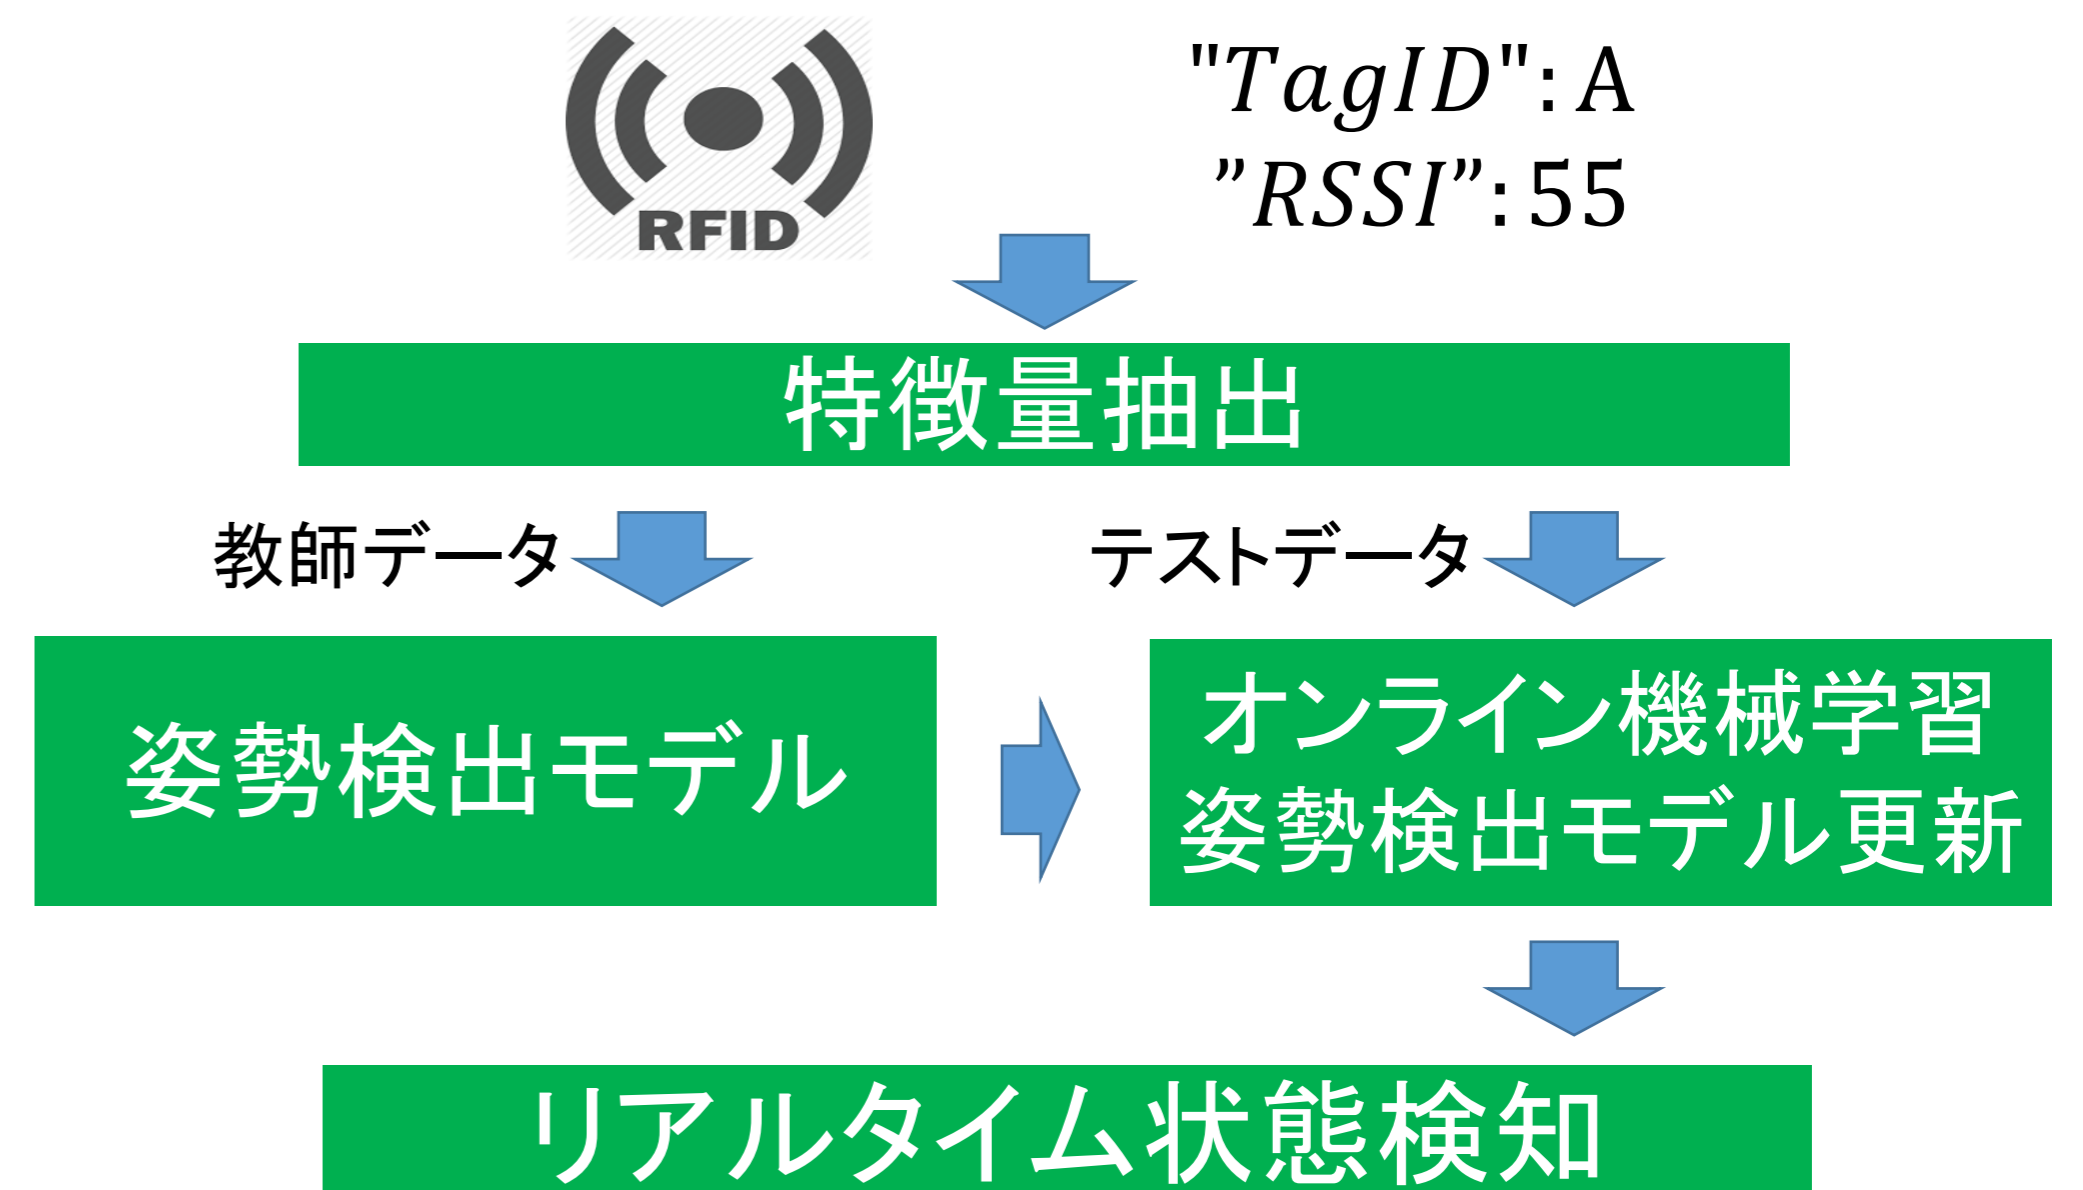 RFID
"TagID":A
”RSSI”:55
特徴量抽出
教師データ
テストデータ
姿勢検出モデル
オンライン機械学習
姿勢検出モデル更新
リアルタイム状態検知